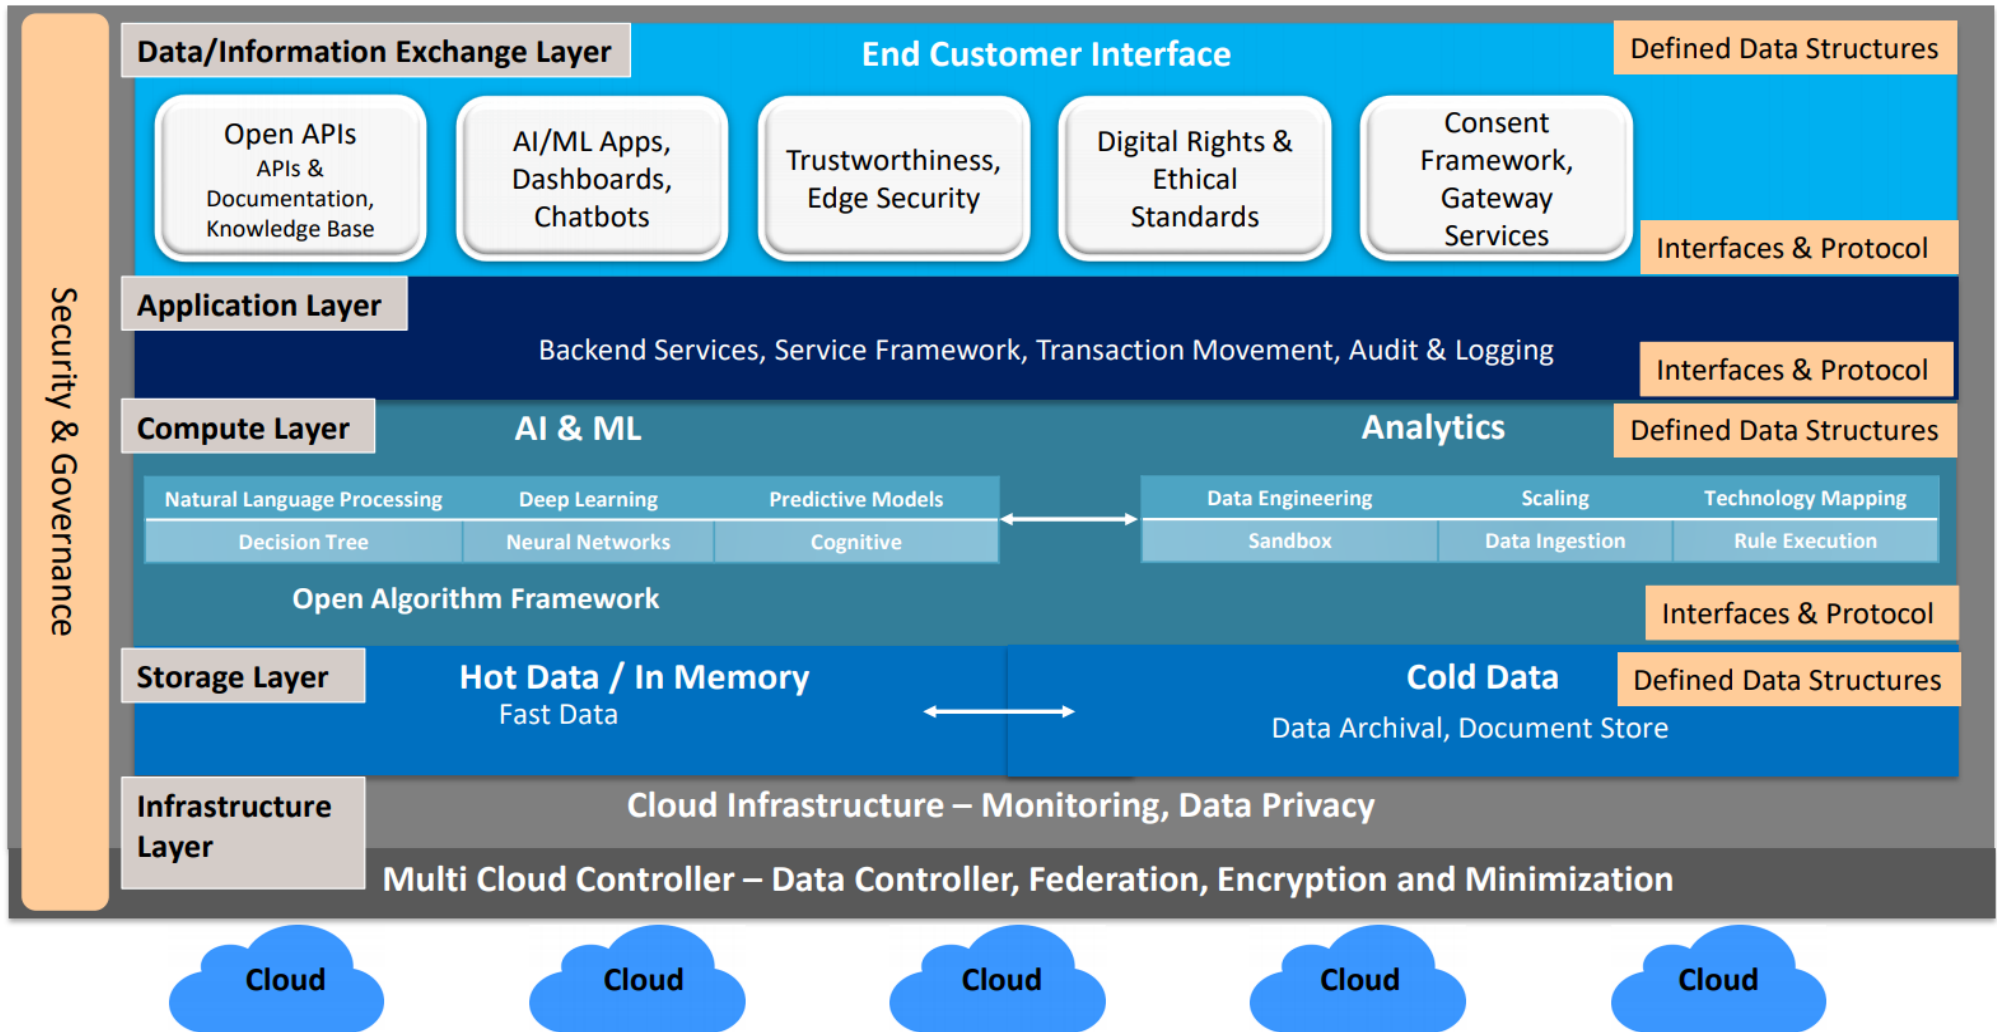 Security & Governance
Data/Information Exchange Layer
End Customer Interface
Defined Data Structures
Open APIs
APIs &
Documentation,
Knowledge Base
AI/ML Apps,
Dashboards,
Chatbots
Trustworthiness,
Edge Security
Digital Rights &
Ethical
Standards
Consent
Framework,
Gateway
Services
Interfaces & Protocol
Application Layer
Backend Services, Service Framework, Transaction Movement, Audit & Logging
Interfaces & Protocol
Compute Layer
AI & ML
Analytics
Defined Data Structures
Natural Language Processing
Deep Learning
Predictive Models
Decision Tree
Neural Networks
Cognitive
Data Engineering
Scaling
Technology Mapping
Sandbox
Data Ingestion
Rule Execution
Open Algorithm Framework
Interfaces & Protocol
Storage Layer
Hot Data / In Memory
Fast Data
Cold Data
Data Archival, Document Store
Defined Data Structures
Infrastructure
Layer
Cloud Infrastructure – Monitoring, Data Privacy
Multi Cloud Controller – Data Controller, Federation, Encryption and Minimization
Cloud
Cloud
Cloud
Cloud
Cloud